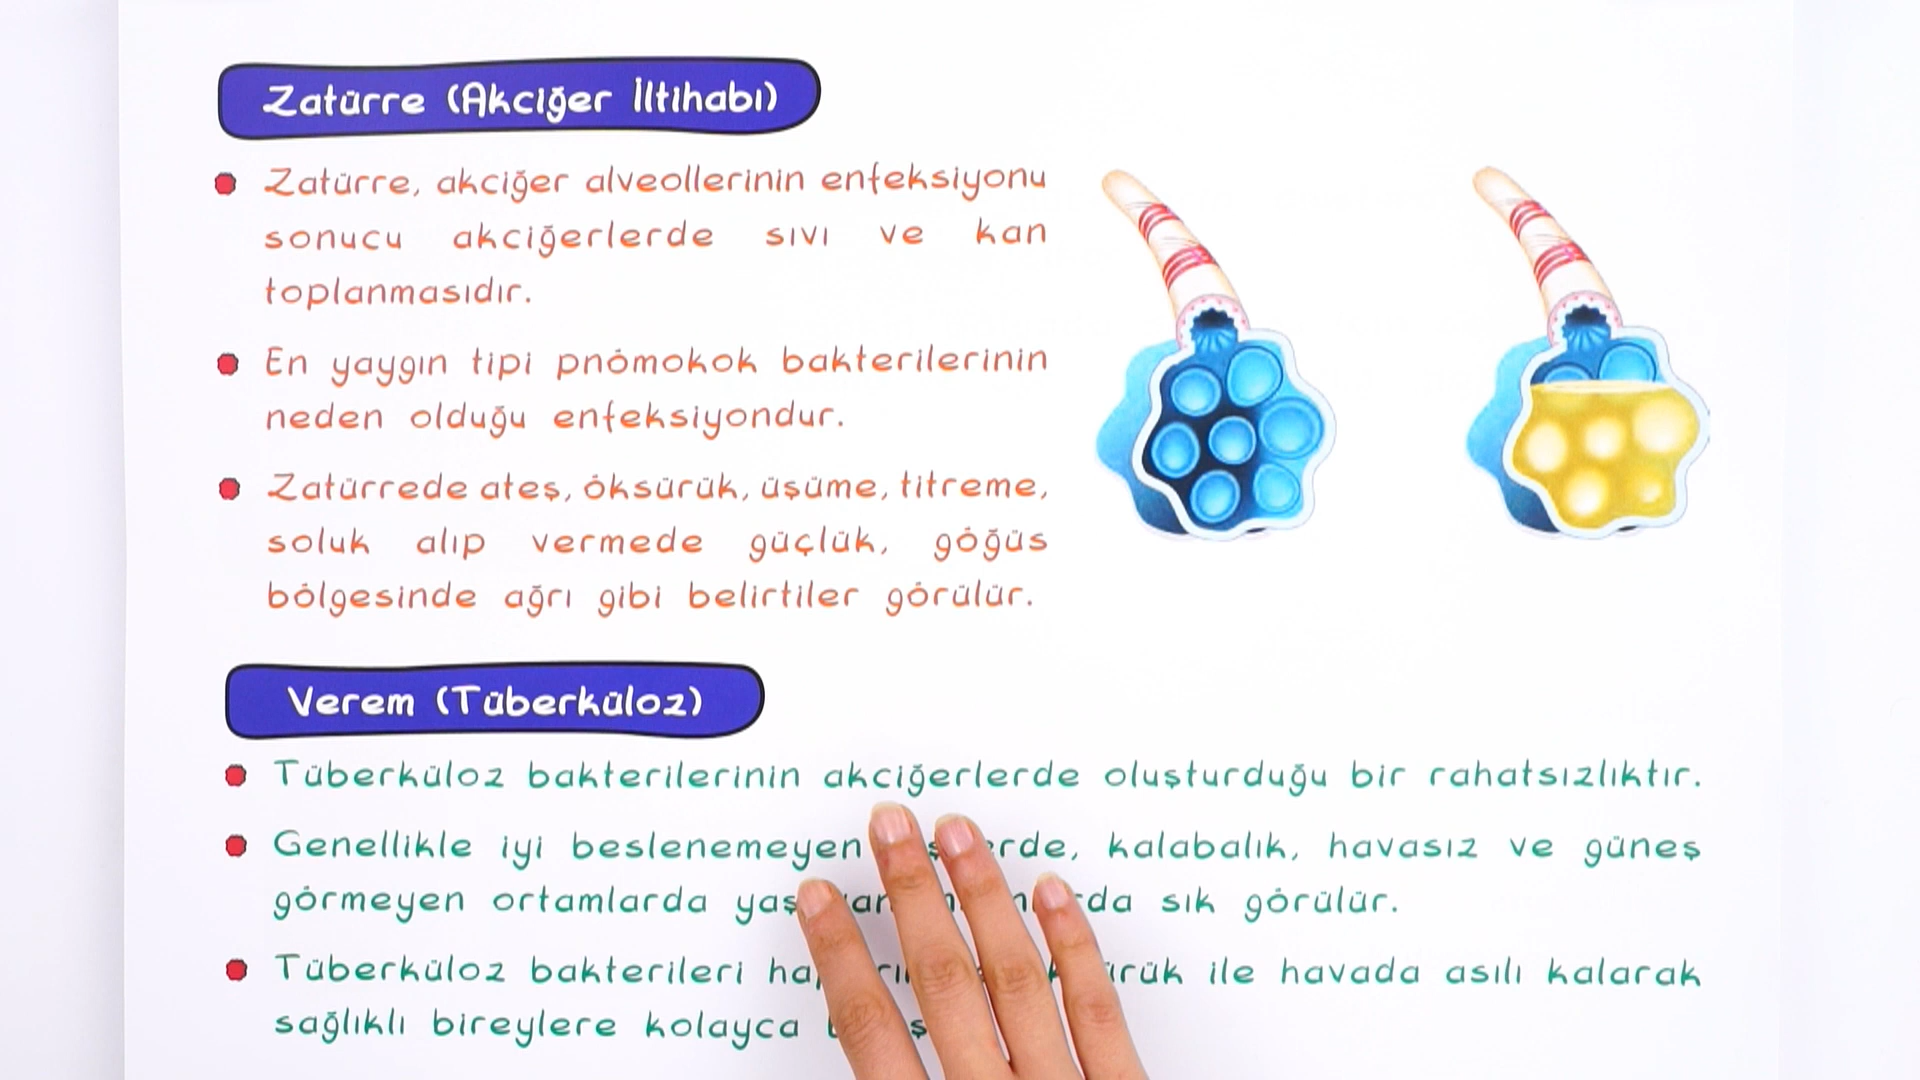 Zatürre (Akciğer İltihabı)
Zatürre, akciğer alveollerinin enfeksiyonu
sonucu akciğerlerde sıvı ve kan
toplanmasıdır.
En yaygın tipi pnömokok bakterilerinin
neden olduğu enfeksiyondur.
Zatürrede ateş, öksürük, üşüme, titreme,
soluk alıp vermede güçlük, göğüs
bölgesinde ağrı gibi belirtiler görülür.
Verem (Tüberküloz)
Tüberküloz bakterilerinin akciğerlerde oluşturduğu bir rahatsızlıktır.
Genellikle iyi beslenemeyen kalabalık, havasız ve güneş
görmeyen ortamlarda sık görülür.
Tüberküloz bakterileri ile havada asılı kalarak
sağlıklı bireylere kolayca